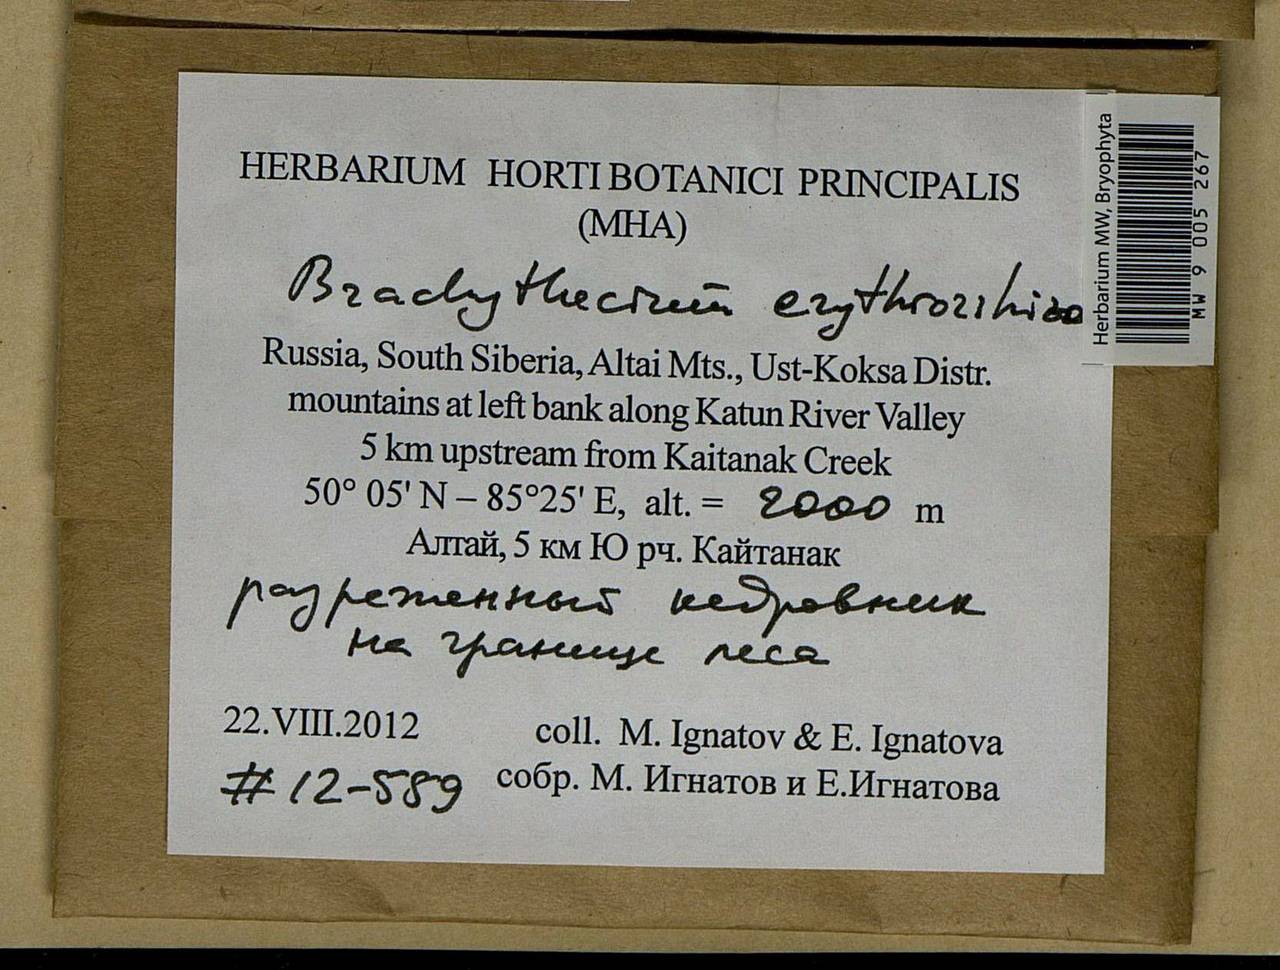 HERBARIUM HORTI BOTANICI PRINCIPALIS
(MHA)
Brachythecium erythrorrhizon
Russia, South Siberia, Altai Mts., Ust-Koksa Distr.
mountains at left bank along Katun River Valley
5 km upstream from Kaitanak Creek
50° 05' N – 85°25' E, alt. = 2000 m
Алтай, 5 км Ю рч. Кайтанак
разреженный кедровник
на границе леса
22.VIII.2012 coll. M. Ignatov & E. Ignatova
#12-589 собр. М. Игнатов и Е.Игнатова
Herbarium MW, Bryophyta
MW 9 005 267